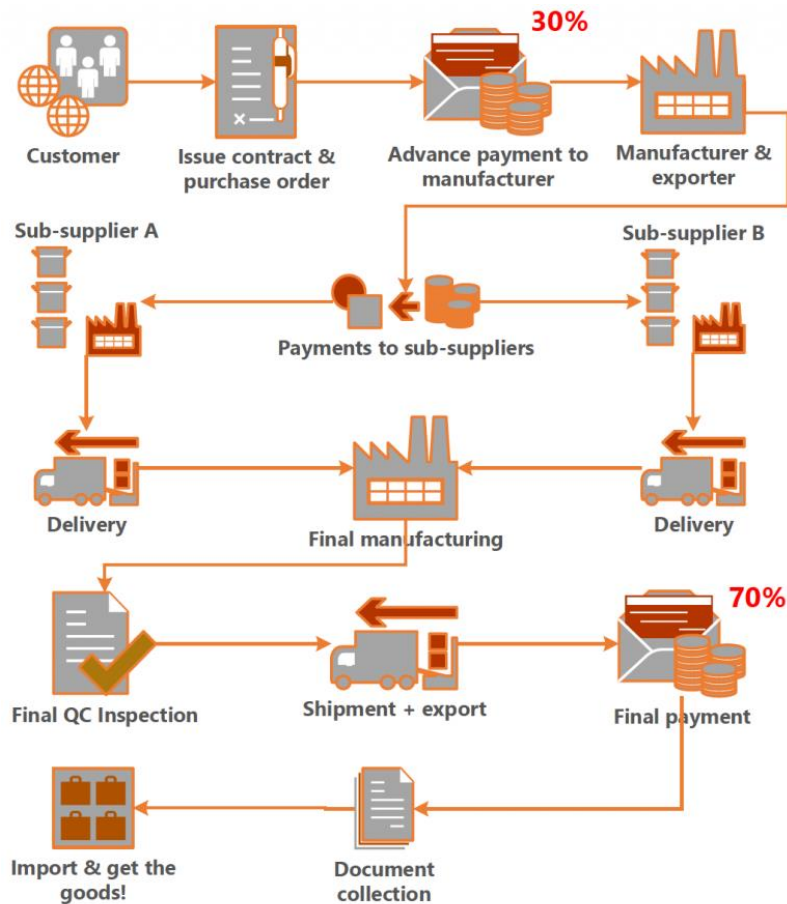 30%
Customer
Issue contract &
purchase order
Advance payment to
manufacturer
Manufacturer &
exporter
Sub-supplier A
Sub-supplier B
Payments to sub-suppliers
Delivery
Final manufacturing
Delivery
70%
Final QC Inspection
Shipment + export
Final payment
Import & get the
goods!
Document
collection